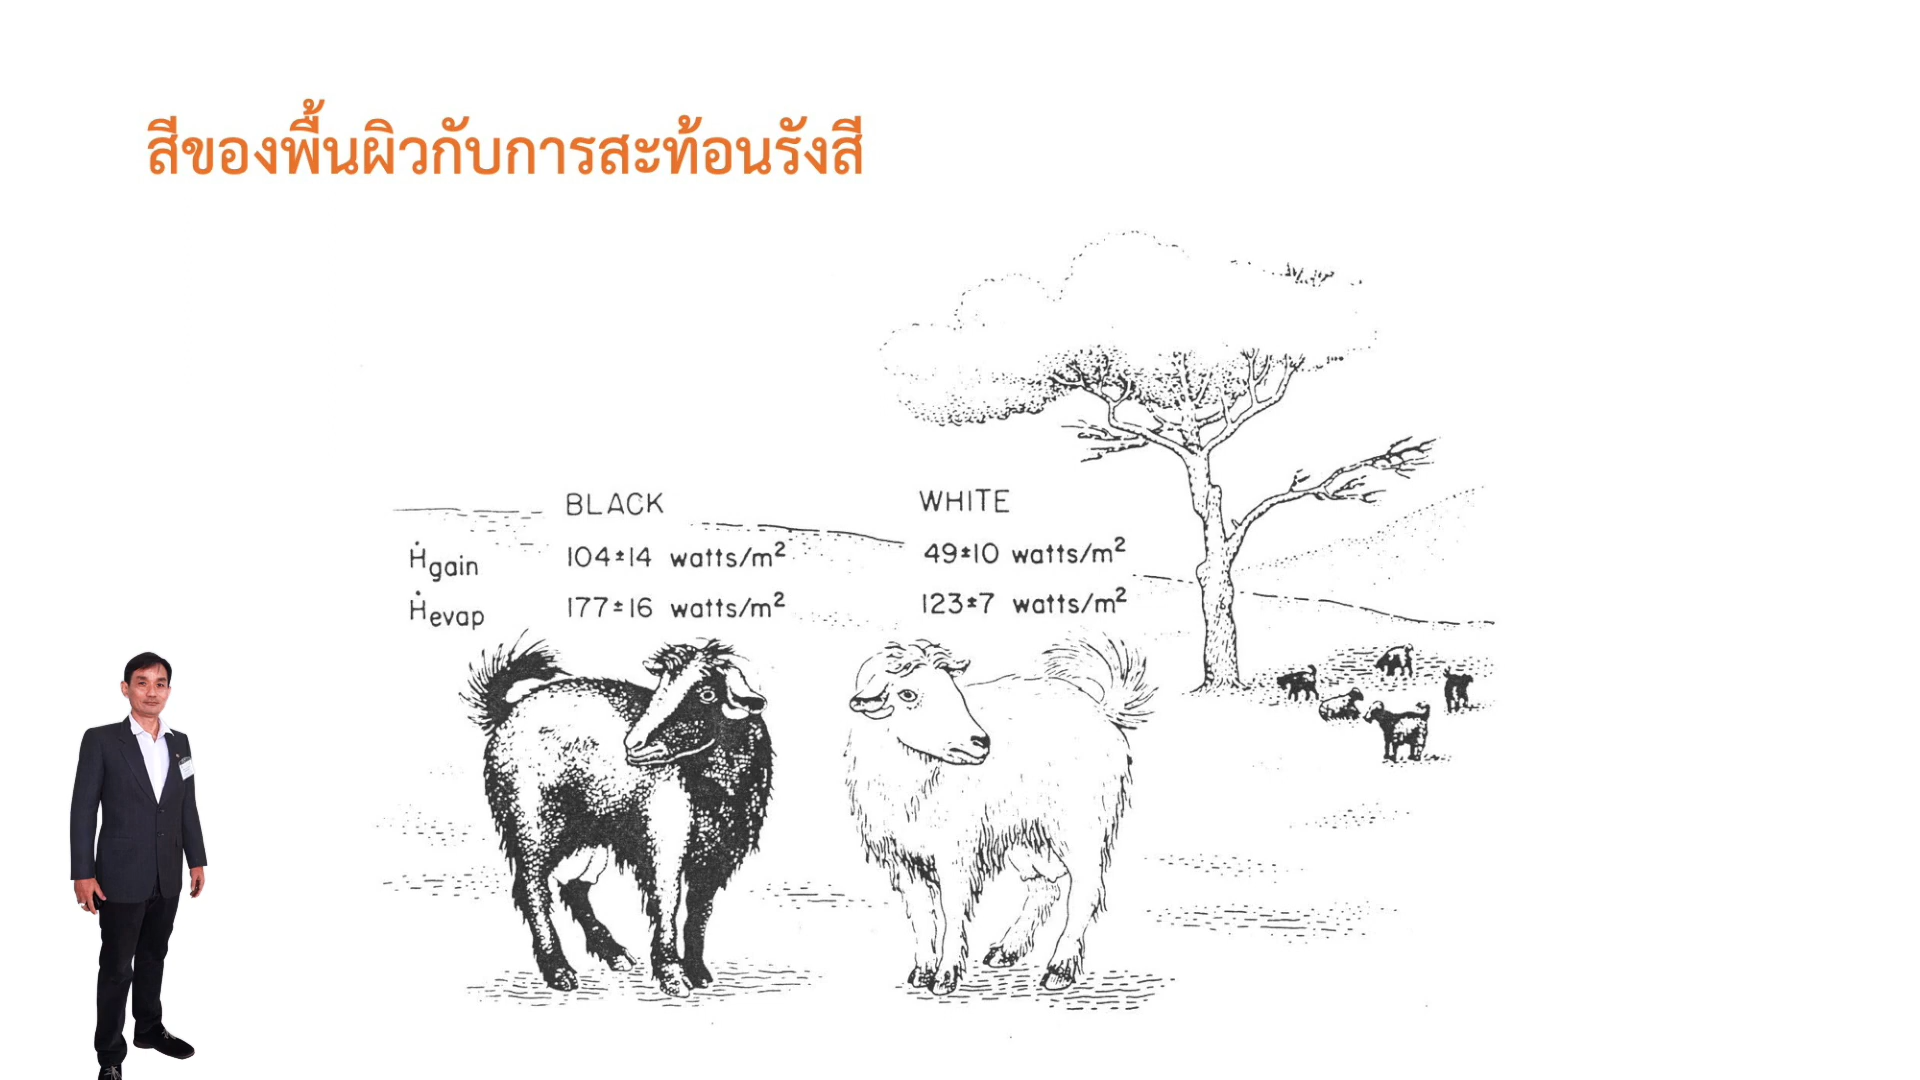 สีของพื้นผิวกับการสะท้อนรังสี
BLACK WHITE
Ḣgain 104±14 watts/m² 49±10 watts/m²
Ḣevap 177±16 watts/m² 123±7 watts/m²